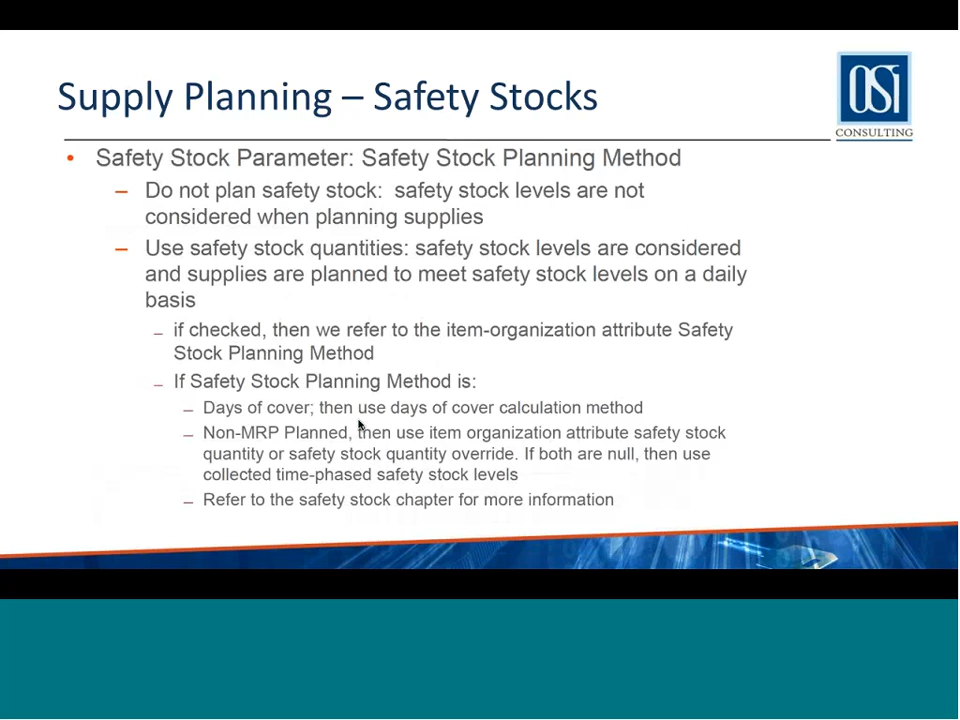 Supply Planning – Safety Stocks
OSi
CONSULTING
• Safety Stock Parameter: Safety Stock Planning Method
– Do not plan safety stock: safety stock levels are not
considered when planning supplies
– Use safety stock quantities: safety stock levels are considered
and supplies are planned to meet safety stock levels on a daily
basis
– if checked, then we refer to the item-organization attribute Safety
Stock Planning Method
– If Safety Stock Planning Method is:
– Days of cover; then use days of cover calculation method
– Non-MRP Planned, then use item organization attribute safety stock
quantity or safety stock quantity override. If both are null, then use
collected time-phased safety stock levels
– Refer to the safety stock chapter for more information